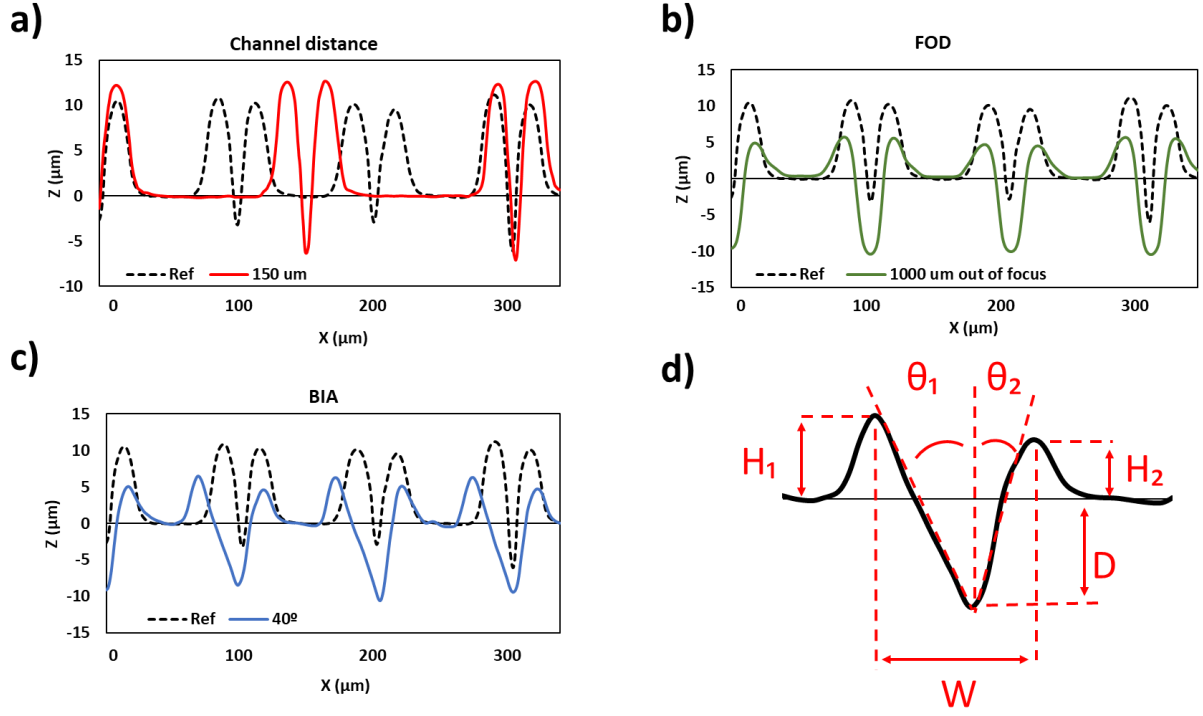 a)
Channel distance
Z (µm)
15
10
5
0
-5
-10
Ref
150 um
0
100
200
300
X (µm)
b)
FOD
Z (µm)
15
10
5
0
-5
-10
-15
Ref
1000 um out of focus
0
100
200
300
X (µm)
c)
BIA
Z (µm)
15
10
5
0
-5
-10
-15
Ref
40º
0
100
200
300
X (µm)
d)
θ1
θ2
H1
H2
D
W